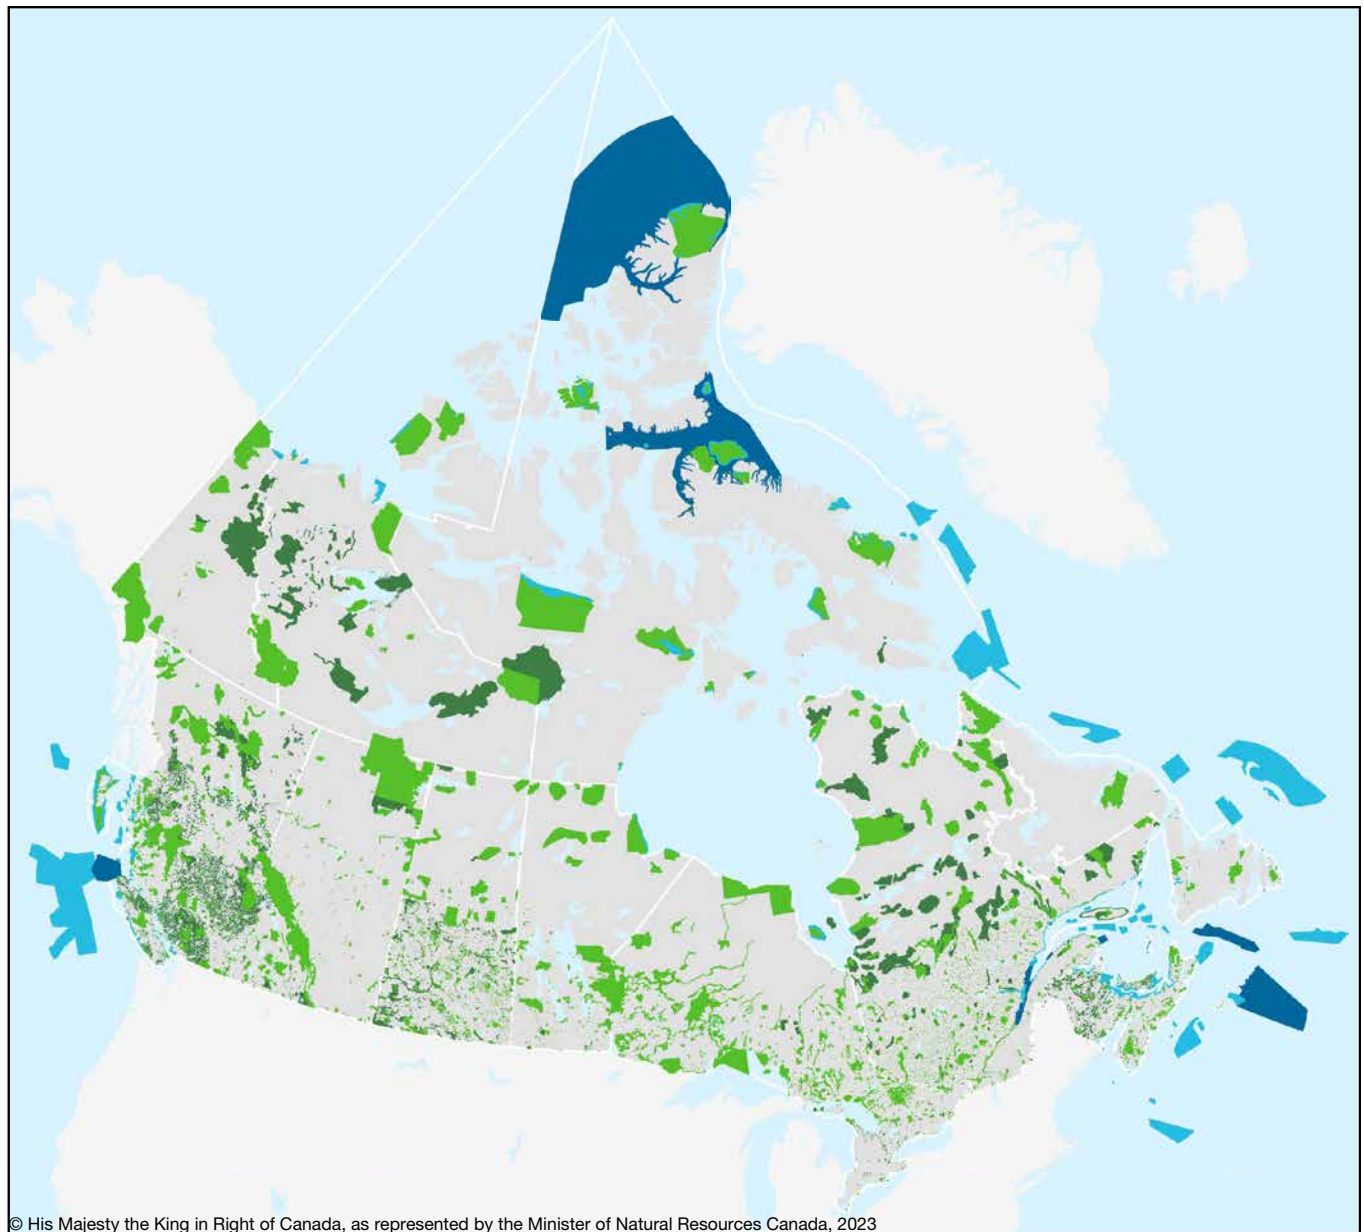 © His Majesty the King in Right of Canada, as represented by the Minister of Natural Resources Canada, 2023